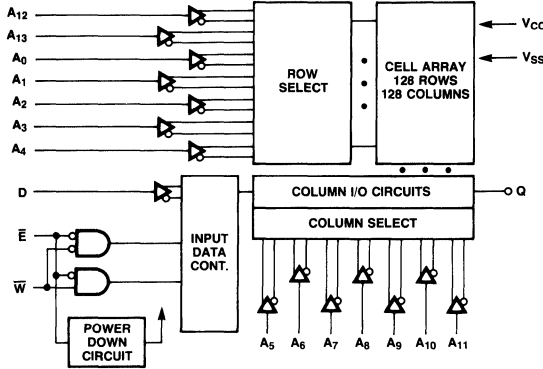 A12
A13
A0
A1
A2
A3
A4
ROW
SELECT
CELL ARRAY
128 ROWS
128 COLUMNS
VCC
VSS
D
E̅
W̅
INPUT
DATA
CONT.
COLUMN I/O CIRCUITS
COLUMN SELECT
Q
POWER
DOWN
CIRCUIT
A5
A6
A7
A8
A9
A10
A11